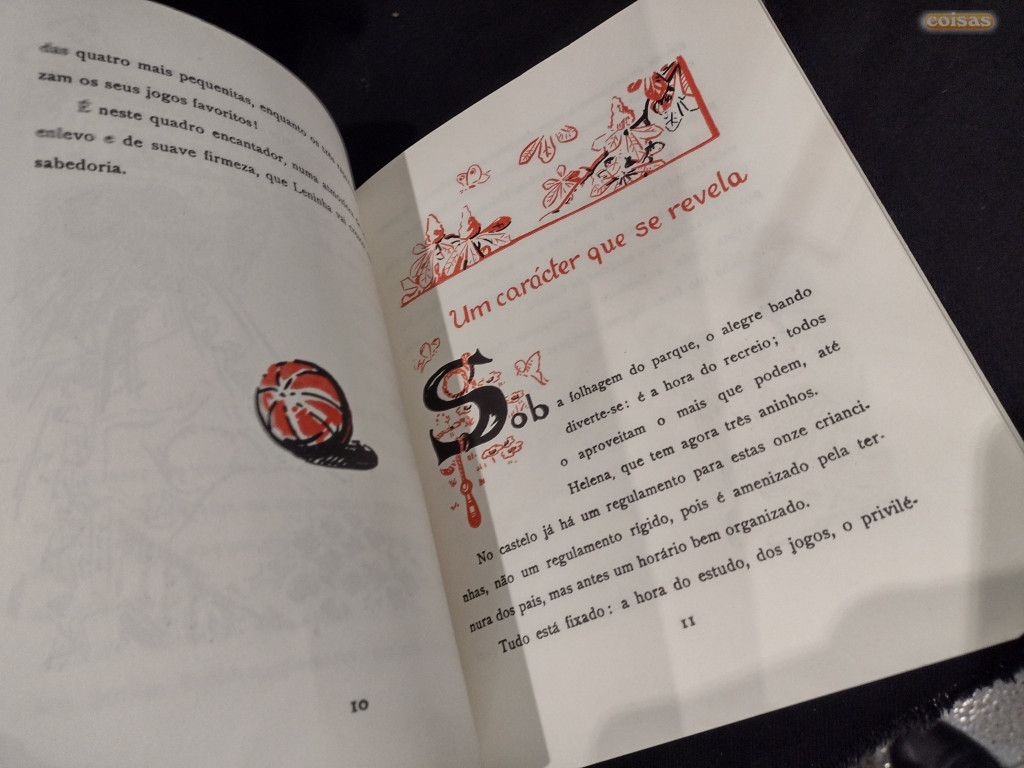 das quatro mais pequenitas, enquanto os
zam os seus jogos favoritos!
É neste quadro encantador, numa
enlevo e de suave firmeza, que Leninha vai
sabedoria.
10
Um carácter que se revela
Sob a folhagem do parque, o alegre bando
diverte-se: é a hora do recreio; todos
o aproveitam o mais que podem, até
Helena, que tem agora três aninhos.
No castelo já há um regulamento para estas onze crianci-
nhas, não um regulamento rígido, pois é amenizado pela ter-
nura dos pais, mas antes um horário bem organizado.
Tudo está fixado: a hora do estudo, dos jogos, o privilé-
11
coisas